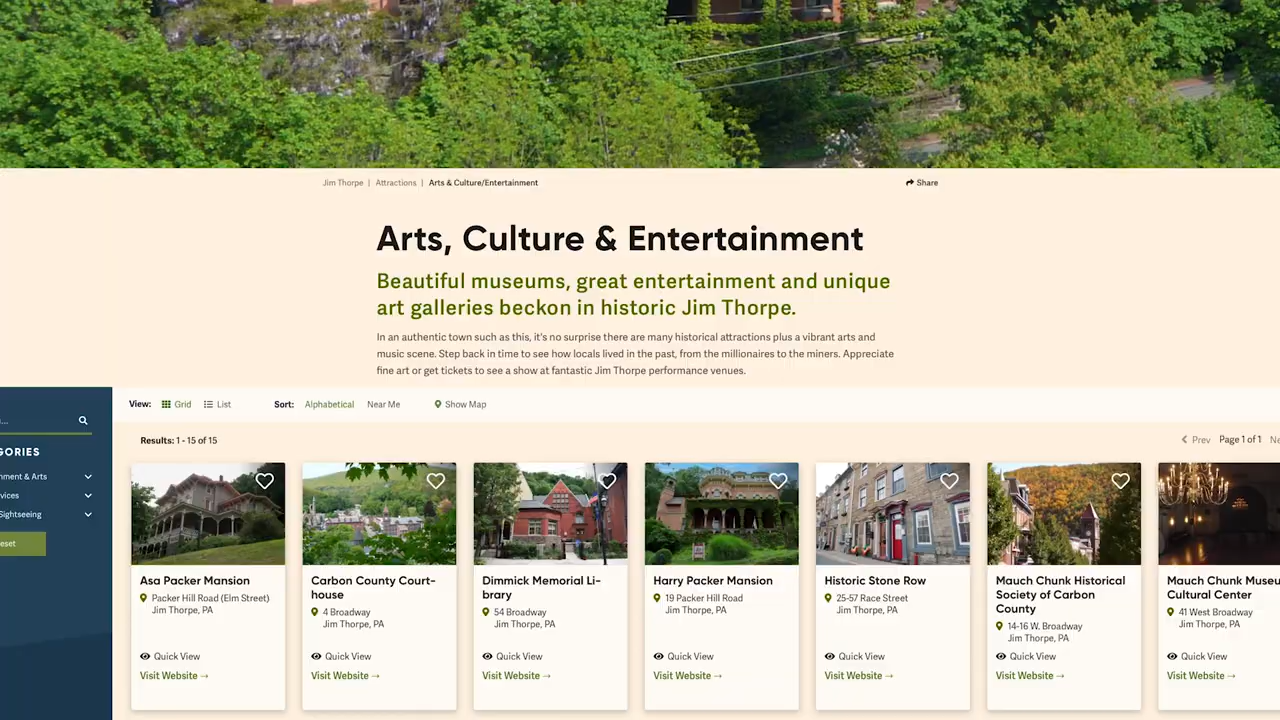 Jim Thorpe | Attractions | Arts & Culture/Entertainment
Share
Arts, Culture & Entertainment
Beautiful museums, great entertainment and unique
art galleries beckon in historic Jim Thorpe.
In an authentic town such as this, it's no surprise there are many historical attractions plus a vibrant arts and
music scene. Step back in time to see how locals lived in the past, from the millionaires to the miners. Appreciate
fine art or get tickets to see a show at fantastic Jim Thorpe performance venues.
View: Grid List Sort: Alphabetical Near Me Show Map
Results: 1 - 15 of 15
Prev Page 1 of 1
Asa Packer Mansion
Packer Hill Road (Elm Street)
Jim Thorpe, PA
Quick View
Visit Website →
Carbon County Court-
house
4 Broadway
Jim Thorpe, PA
Quick View
Visit Website →
Dimmick Memorial Li-
brary
54 Broadway
Jim Thorpe, PA
Quick View
Visit Website →
Harry Packer Mansion
19 Packer Hill Road
Jim Thorpe, PA
Quick View
Visit Website →
Historic Stone Row
25-57 Race Street
Jim Thorpe, PA
Quick View
Visit Website →
Mauch Chunk Historical
Society of Carbon
County
14-16 W. Broadway
Jim Thorpe, PA
Quick View
Visit Website →
Mauch Chunk
Cultural Center
41 West Broadway
Jim Thorpe, PA
Quick View
Visit Website →
& Arts
Sightseeing